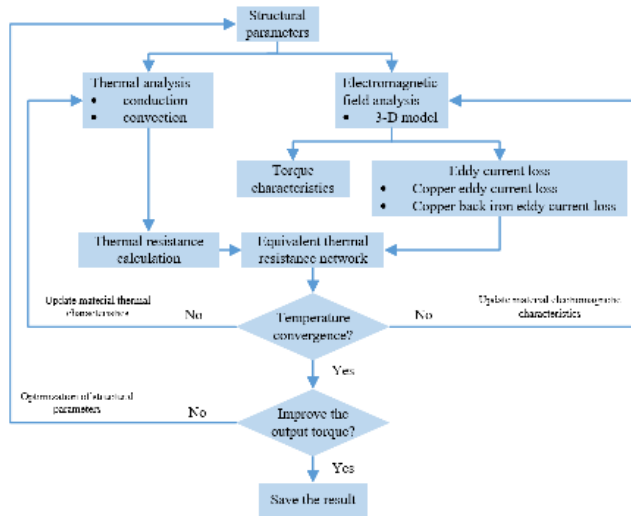 Structural
parameters
Thermal analysis
• conduction
• convection
Electromagnetic
field analysis
• 3-D model
Torque
characteristics
Eddy current loss
• Copper eddy current loss
• Copper back iron eddy current loss
Thermal resistance
calculation
Equivalent thermal
resistance network
Update material thermal
characteristics
No
Temperature
convergence?
No
Update material electromagnetic
characteristics
Yes
Optimization of structural
parameters
No
Improve the
output torque?
Yes
Save the result